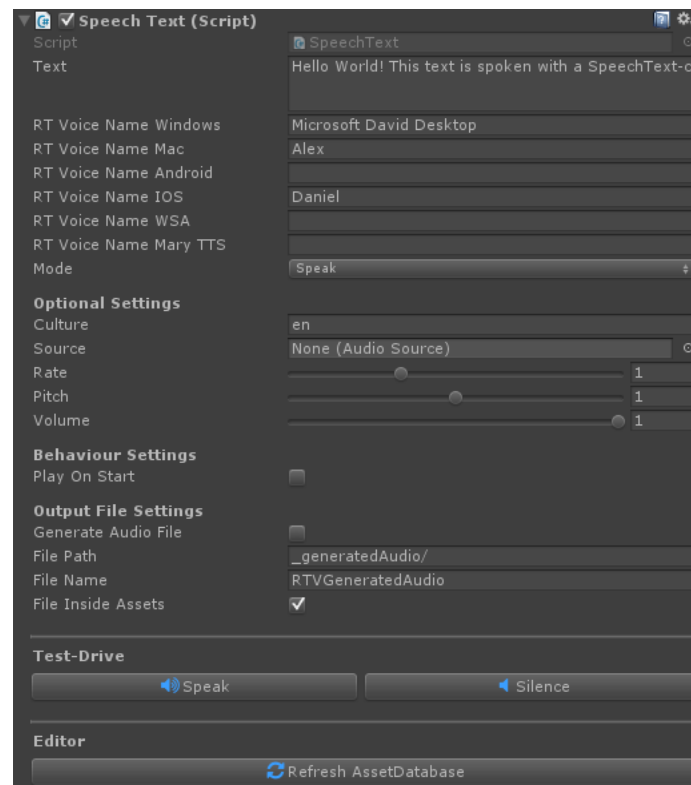 Speech Text (Script)
Script SpeechText
Text Hello World! This text is spoken with a SpeechText-c
RT Voice Name Windows Microsoft David Desktop
RT Voice Name Mac Alex
RT Voice Name Android
RT Voice Name IOS Daniel
RT Voice Name WSA
RT Voice Name Mary TTS
Mode Speak
Optional Settings
Culture en
Source None (Audio Source)
Rate 1
Pitch 1
Volume 1
Behaviour Settings
Play On Start
Output File Settings
Generate Audio File
File Path _generatedAudio/
File Name RTVGeneratedAudio
File Inside Assets
Test-Drive
Speak Silence
Editor
Refresh AssetDatabase